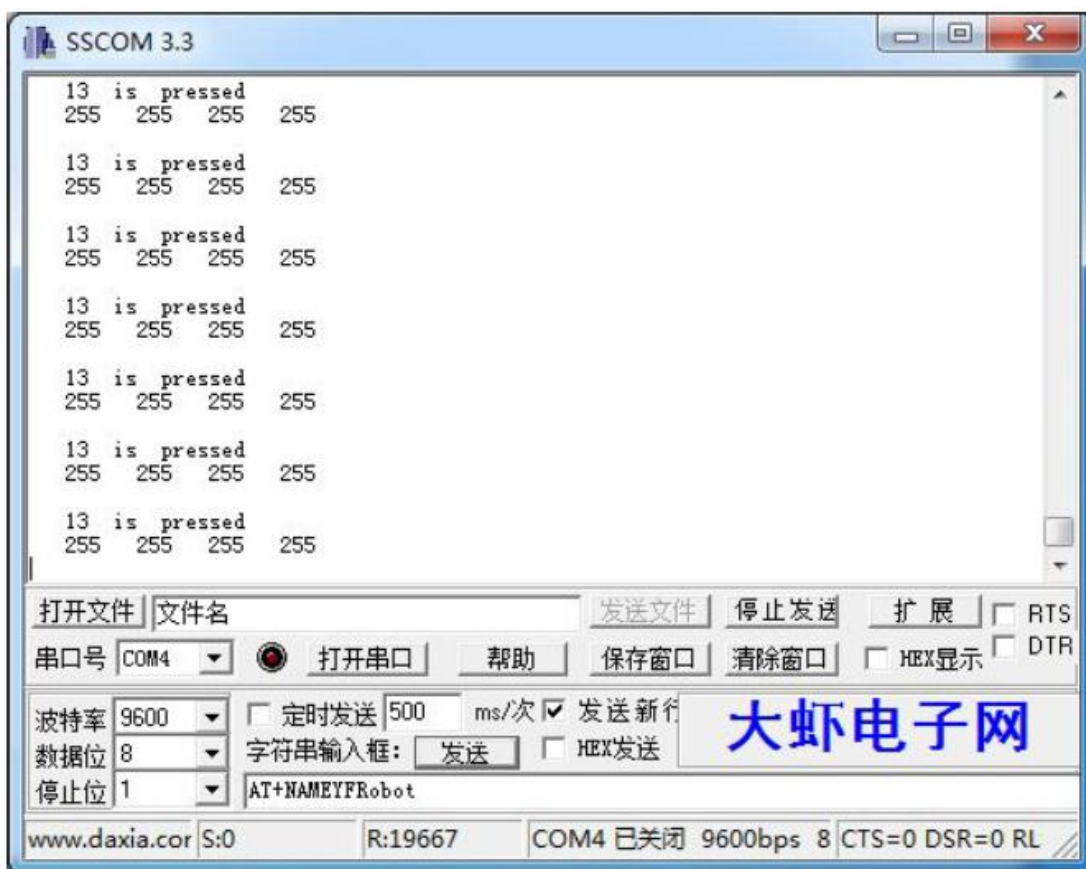 SSCOM 3.3
13 is pressed
255 255 255 255
13 is pressed
255 255 255 255
13 is pressed
255 255 255 255
13 is pressed
255 255 255 255
13 is pressed
255 255 255 255
13 is pressed
255 255 255 255
13 is pressed
255 255 255 255
打开文件 文件名 发送文件 停止发送 扩 展 RTS
串口号 COM4 打开串口 帮助 保存窗口 清除窗口 HEX显示 DTR
波特率 9600 定时发送 500 ms/次 发送新行 大虾电子网
数据位 8 字符串输入框： 发送 HEX发送
停止位 1 AT+NAMEYFRobot
www.daxia.cor S:0 R:19667 COM4 已关闭 9600bps 8 CTS=0 DSR=0 RL